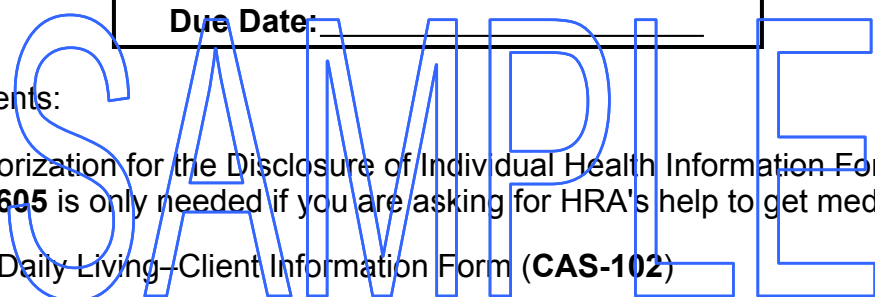 Due Date:
ents:
orization for the Disclosure of Individual Health Information For
605 is only needed if you are asking for HRA's help to get med
Daily Living–Client Information Form (CAS-102)
SAMPLE